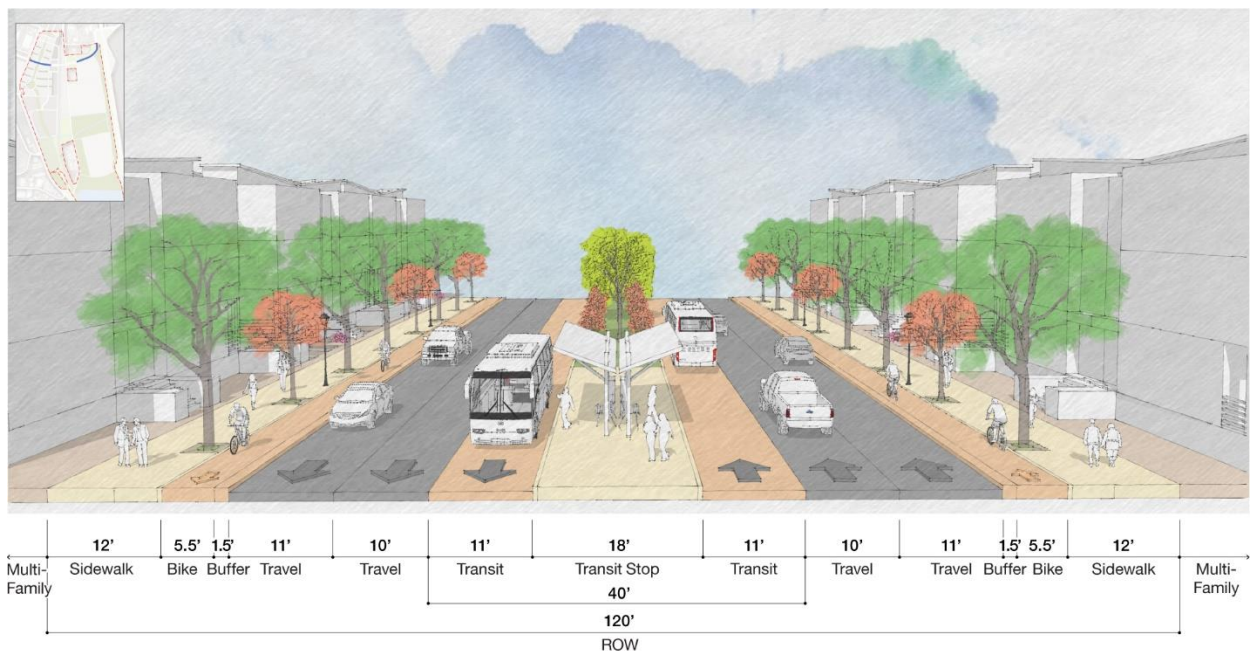 12’ 5.5’ 1.5’ 11’ 10’ 11’ 18’ 11’ 10’ 11’ 1.5’ 5.5’ 12’
Multi-
Family
Sidewalk Bike Buffer Travel Travel Transit Transit Stop Transit Travel Travel Buffer Bike Sidewalk
Multi-
Family
40’
120’
ROW